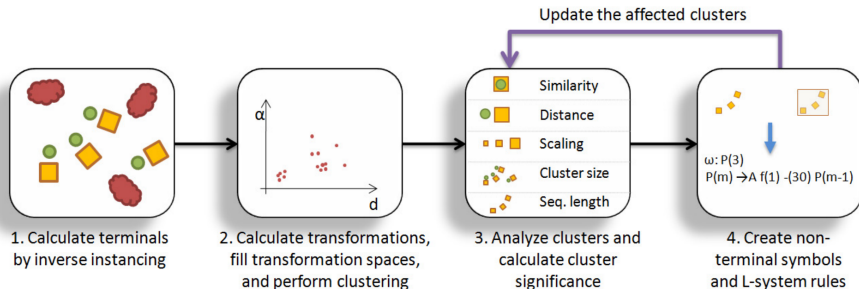 Update the affected clusters
α
d
Similarity
Distance
Scaling
Cluster size
Seq. length
ω: P(3)
P(m) →A f(1) -(30) P(m-1)
1. Calculate terminals
by inverse instancing
2. Calculate transformations,
fill transformation spaces,
and perform clustering
3. Analyze clusters and
calculate cluster
significance
4. Create non-
terminal symbols
and L-system rules